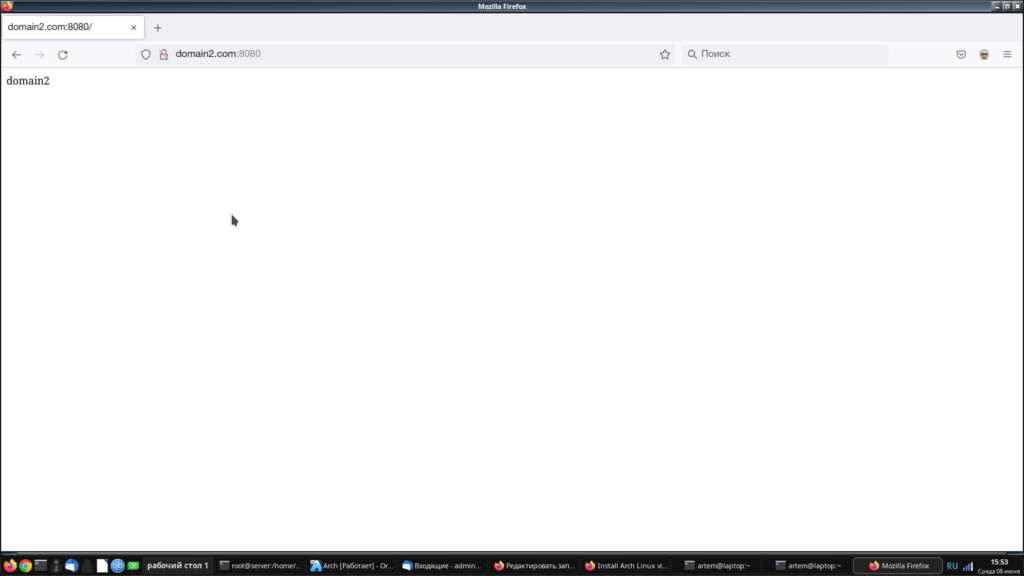 Mozilla Firefox
domain2.com:8080/
domain2.com:8080
Поиск
domain2
рабочий стол 1
root@server:/home/...
Arch [Работает] - Or...
Входящие - admin...
Редактировать зап...
Install Arch Linux vi...
artem@laptop:~
artem@laptop:~
Mozilla Firefox
RU
15:53
Среда 08 июня